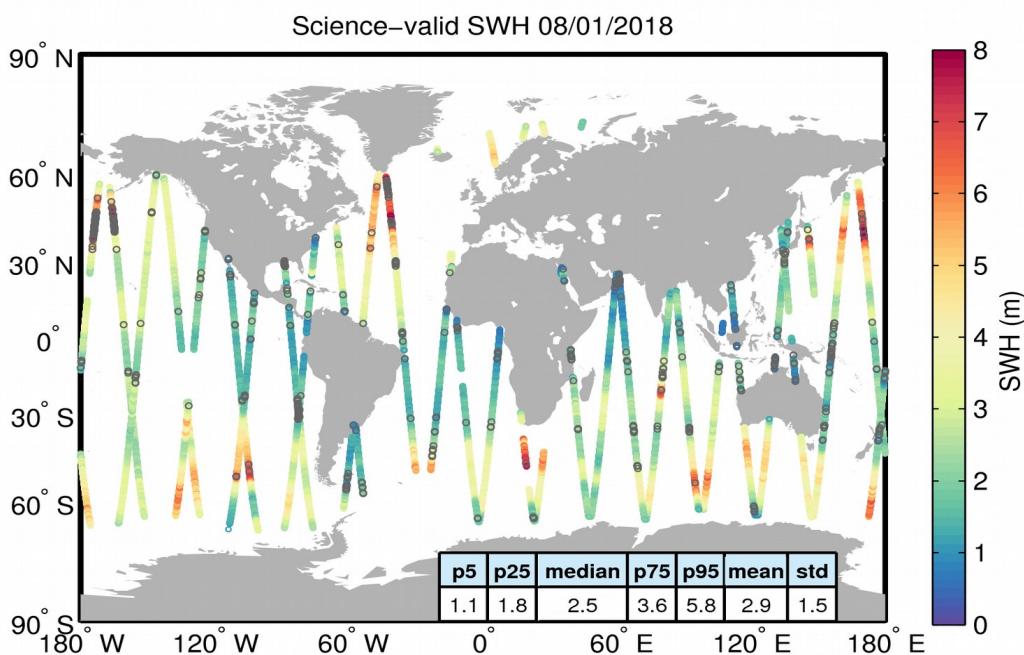 Science−valid SWH 08/01/2018
90° N
60° N
30° N
0°
30° S
60° S
90° S
180° W
120° W
60° W
0°
60° E
120° E
180° E
p5 p25 median p75 p95 mean std
1.1 1.8 2.5 3.6 5.8 2.9 1.5
8
7
6
5
4
3
2
1
0
SWH (m)